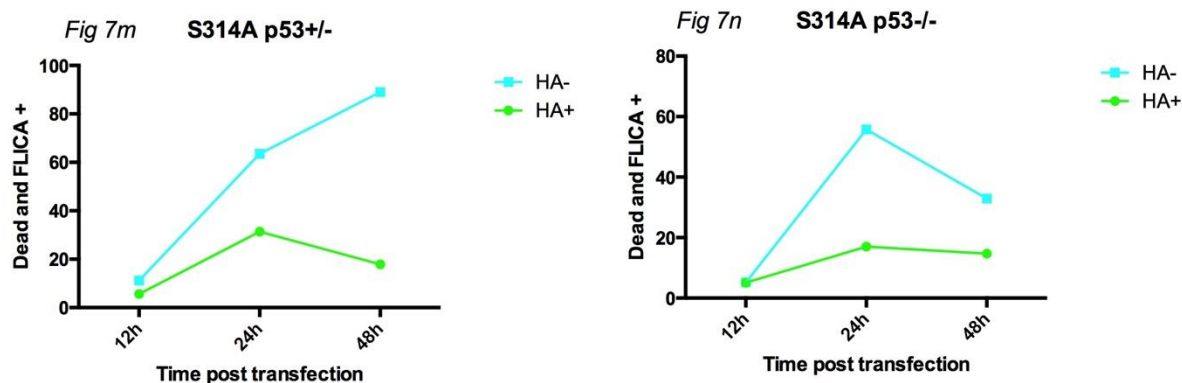 Fig 7m S314A p53+/-
Dead and FLICA +
100
80
60
40
20
0
12h
24h
48h
Time post transfection
HA-
HA+
Fig 7n S314A p53-/-
Dead and FLICA +
80
60
40
20
0
12h
24h
48h
Time post transfection
HA-
HA+